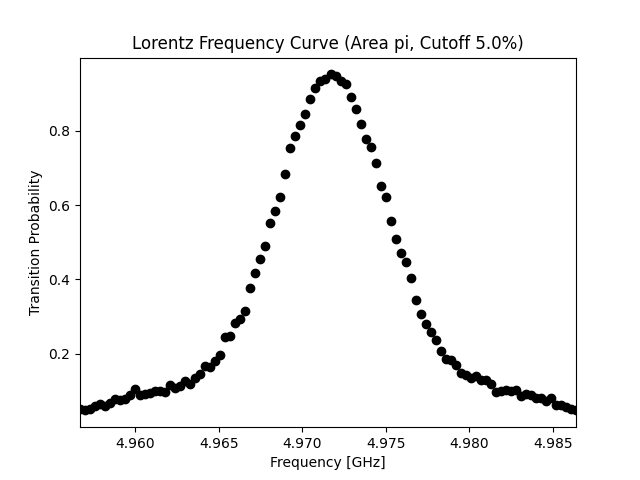 Lorentz Frequency Curve (Area pi, Cutoff 5.0%)
Transition Probability
0.8
0.6
0.4
0.2
4.960 4.965 4.970 4.975 4.980 4.985
Frequency [GHz]